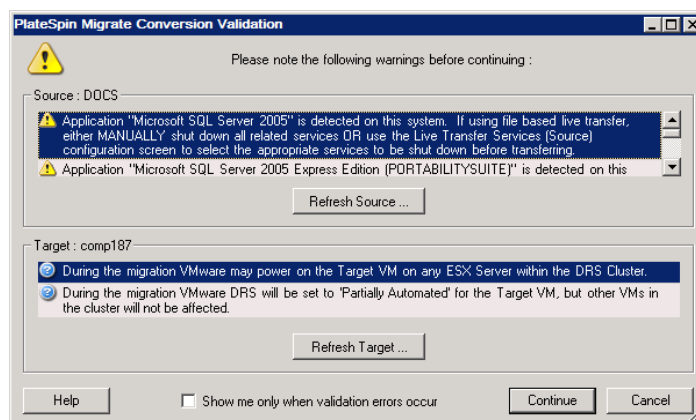 PlateSpin Migrate Conversion Validation
Please note the following warnings before continuing :
Source : DOCS
Application "Microsoft SQL Server 2005" is detected on this system. If using file based live transfer,
either MANUALLY shut down all related services OR use the Live Transfer Services (Source)
configuration screen to select the appropriate services to be shut down before transferring.
Application "Microsoft SQL Server 2005 Express Edition (PORTABILITYSUITE)" is detected on this
Refresh Source ...
Target : comp187
During the migration VMware may power on the Target VM on any ESX Server within the DRS Cluster.
During the migration VMware DRS will be set to 'Partially Automated' for the Target VM, but other VMs in
the cluster will not be affected.
Refresh Target ...
Help
Show me only when validation errors occur
Continue
Cancel